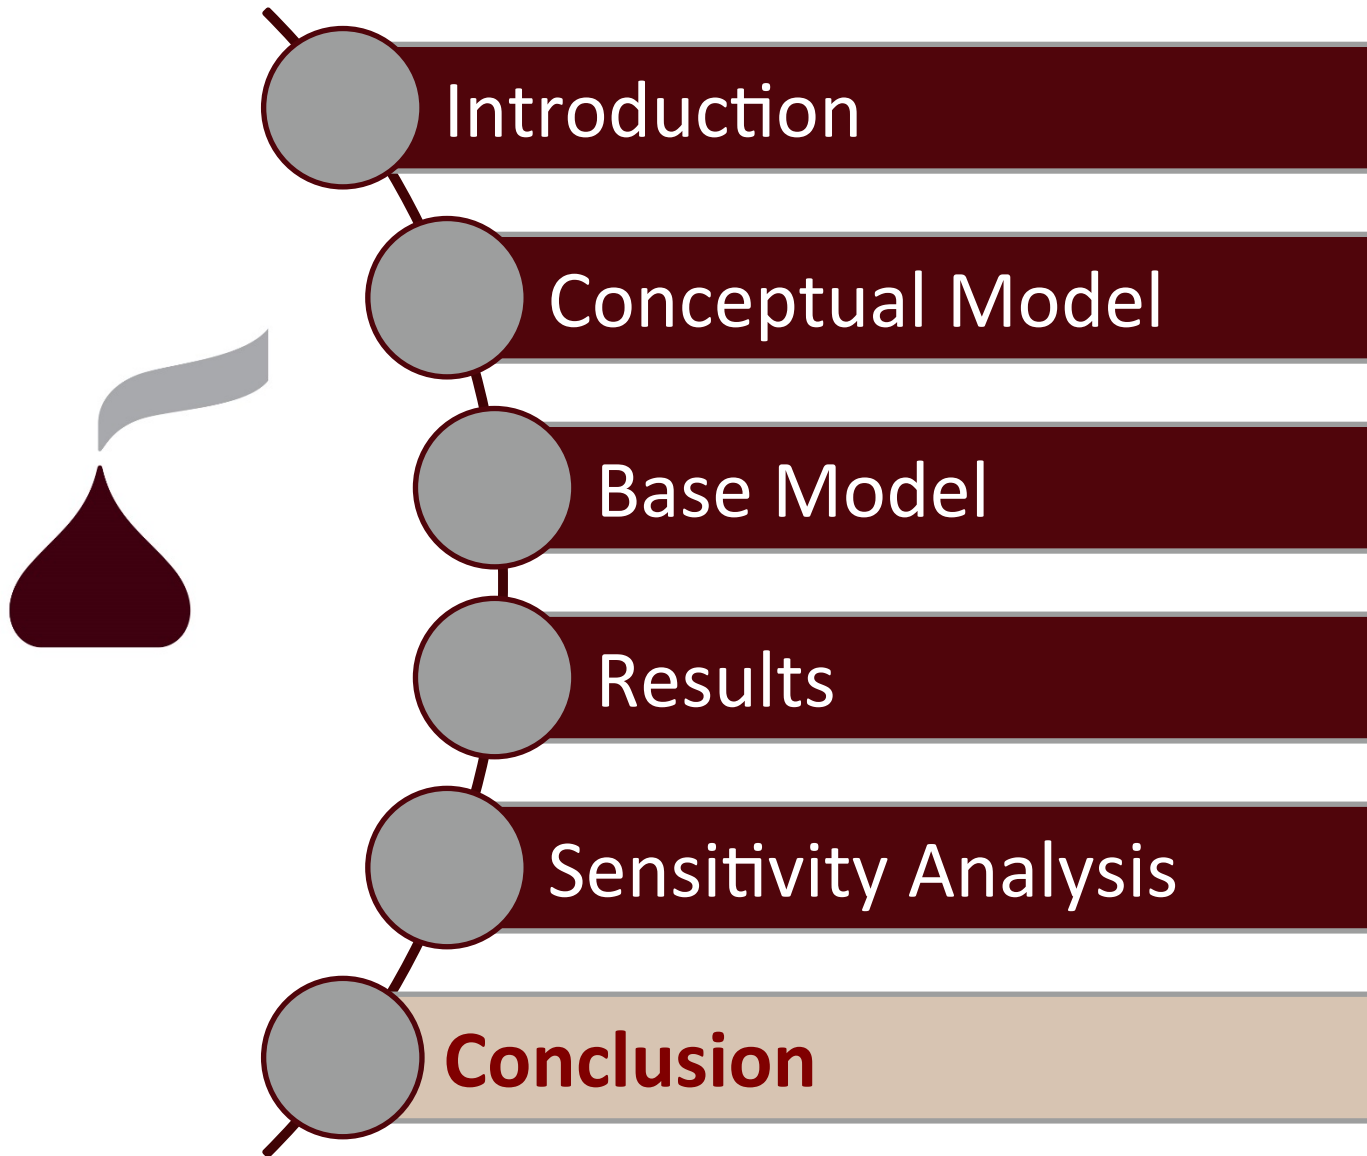 Introduction
Conceptual Model
Base Model
Results
Sensitivity Analysis
Conclusion